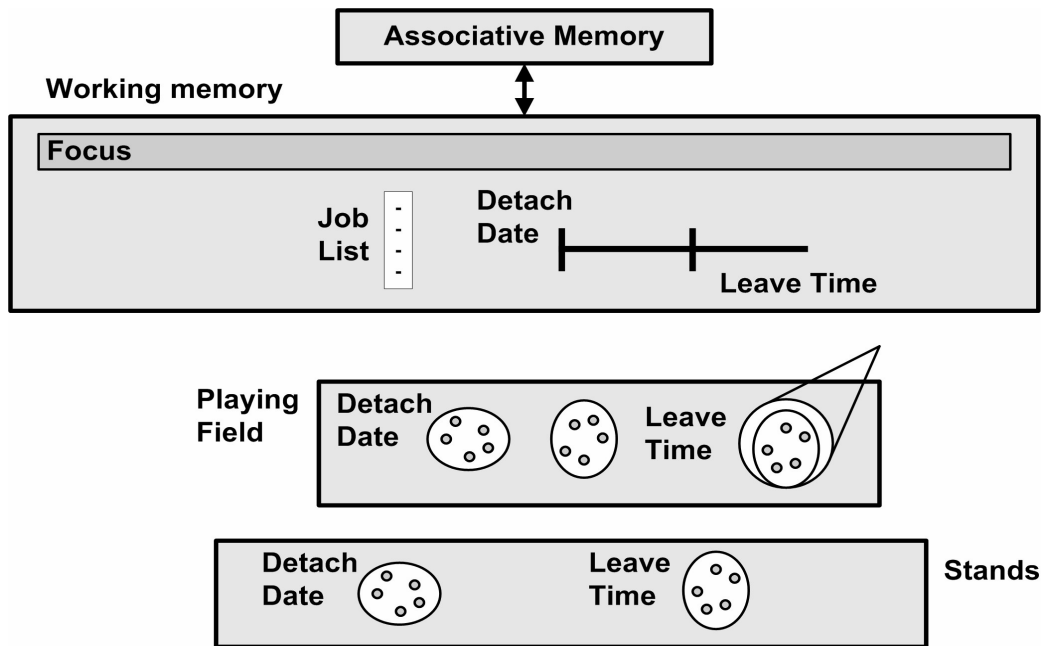 Associative Memory
Working memory
Focus
Job
List
-
-
-
-
Detach
Date
Leave Time
Playing
Field
Detach
Date
Leave
Time
Detach
Date
Leave
Time
Stands